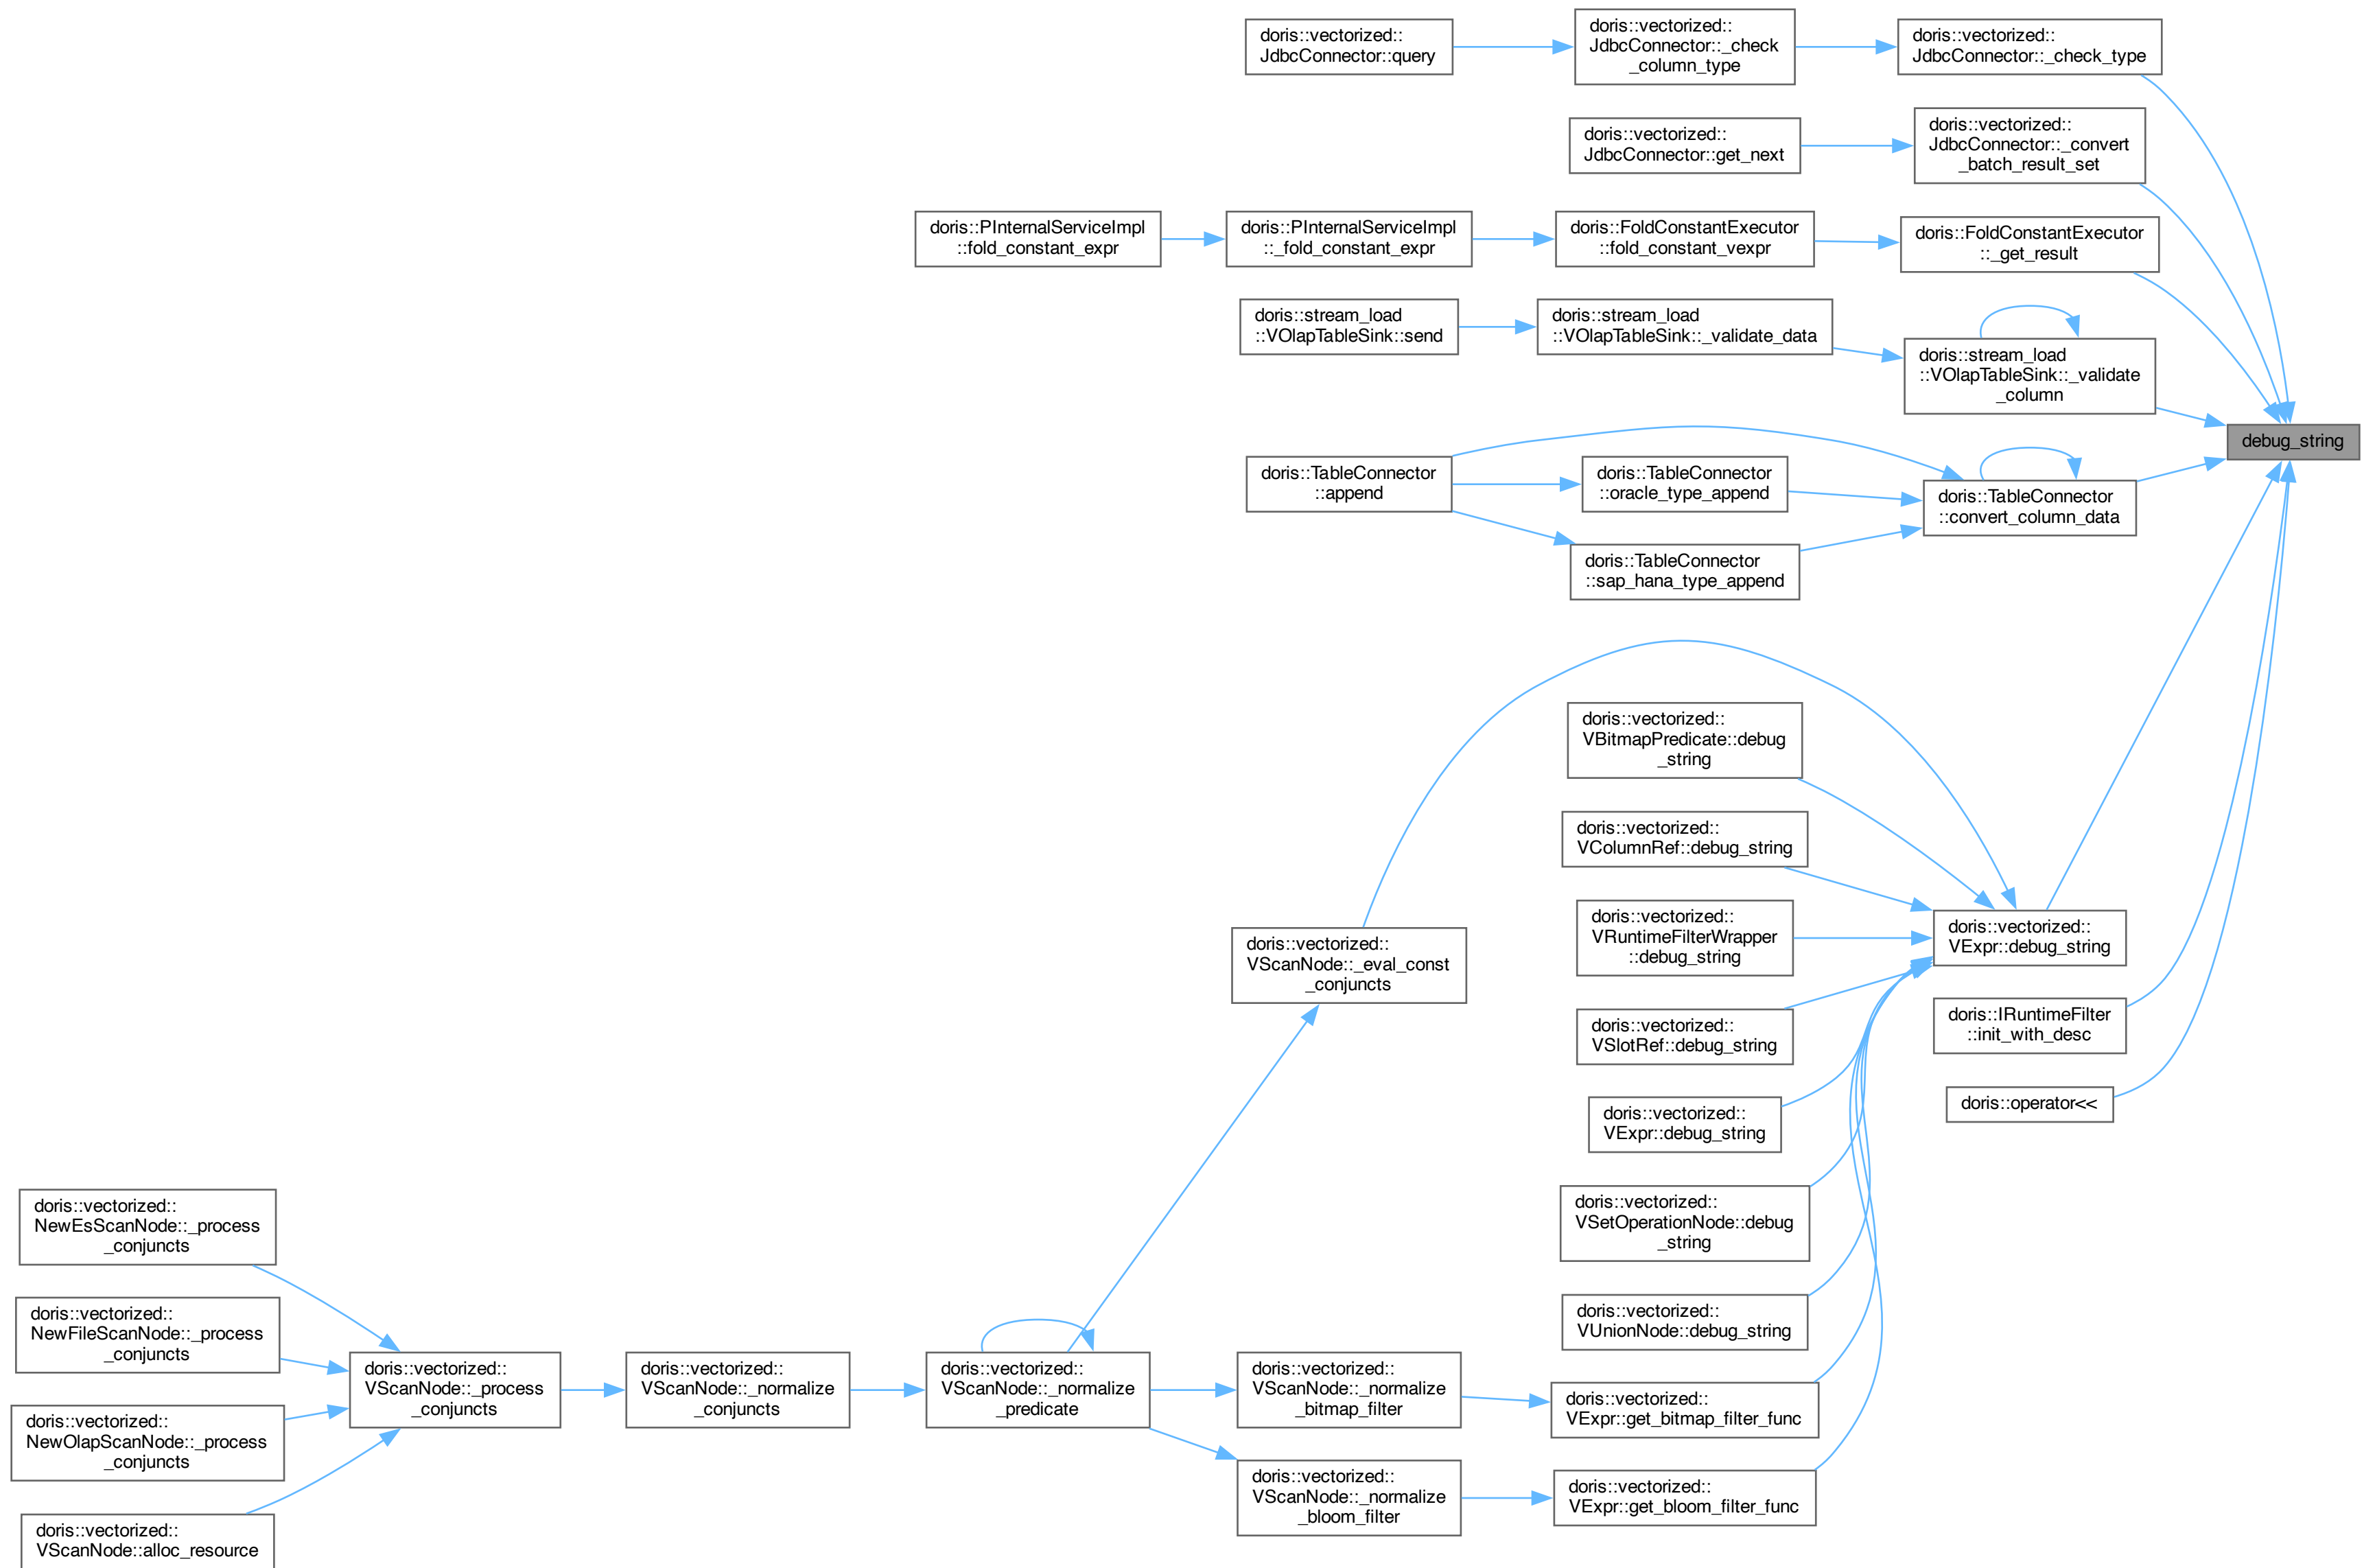 doris::vectorized::
JdbcConnector::query
doris::vectorized::
JdbcConnector::_check
_column_type
doris::vectorized::
JdbcConnector::_check_type
doris::vectorized::
JdbcConnector::get_next
doris::vectorized::
JdbcConnector::_convert
_batch_result_set
doris::PInternalServiceImpl
::fold_constant_expr
doris::PInternalServiceImpl
::_fold_constant_expr
doris::FoldConstantExecutor
::fold_constant_vexpr
doris::FoldConstantExecutor
::_get_result
doris::stream_load
::VOlapTableSink::send
doris::stream_load
::VOlapTableSink::_validate_data
doris::stream_load
::VOlapTableSink::_validate
_column
debug_string
doris::TableConnector
::append
doris::TableConnector
::oracle_type_append
doris::TableConnector
::convert_column_data
doris::TableConnector
::sap_hana_type_append
doris::vectorized::
VBitmapPredicate::debug
_string
doris::vectorized::
VColumnRef::debug_string
doris::vectorized::
VRuntimeFilterWrapper
::debug_string
doris::vectorized::
VExpr::debug_string
doris::vectorized::
VScanNode::_eval_const
_conjuncts
doris::vectorized::
VSlotRef::debug_string
doris::IRuntimeFilter
::init_with_desc
doris::vectorized::
VExpr::debug_string
doris::operator<<
doris::vectorized::
VSetOperationNode::debug
_string
doris::vectorized::
NewEsScanNode::_process
_conjuncts
doris::vectorized::
VUnionNode::debug_string
doris::vectorized::
NewFileScanNode::_process
_conjuncts
doris::vectorized::
VScanNode::_process
_conjuncts
doris::vectorized::
VScanNode::_normalize
_conjuncts
doris::vectorized::
VScanNode::_normalize
_predicate
doris::vectorized::
VScanNode::_normalize
_bitmap_filter
doris::vectorized::
VExpr::get_bitmap_filter_func
doris::vectorized::
NewOlapScanNode::_process
_conjuncts
doris::vectorized::
VScanNode::_normalize
_bloom_filter
doris::vectorized::
VExpr::get_bloom_filter_func
doris::vectorized::
VScanNode::alloc_resource